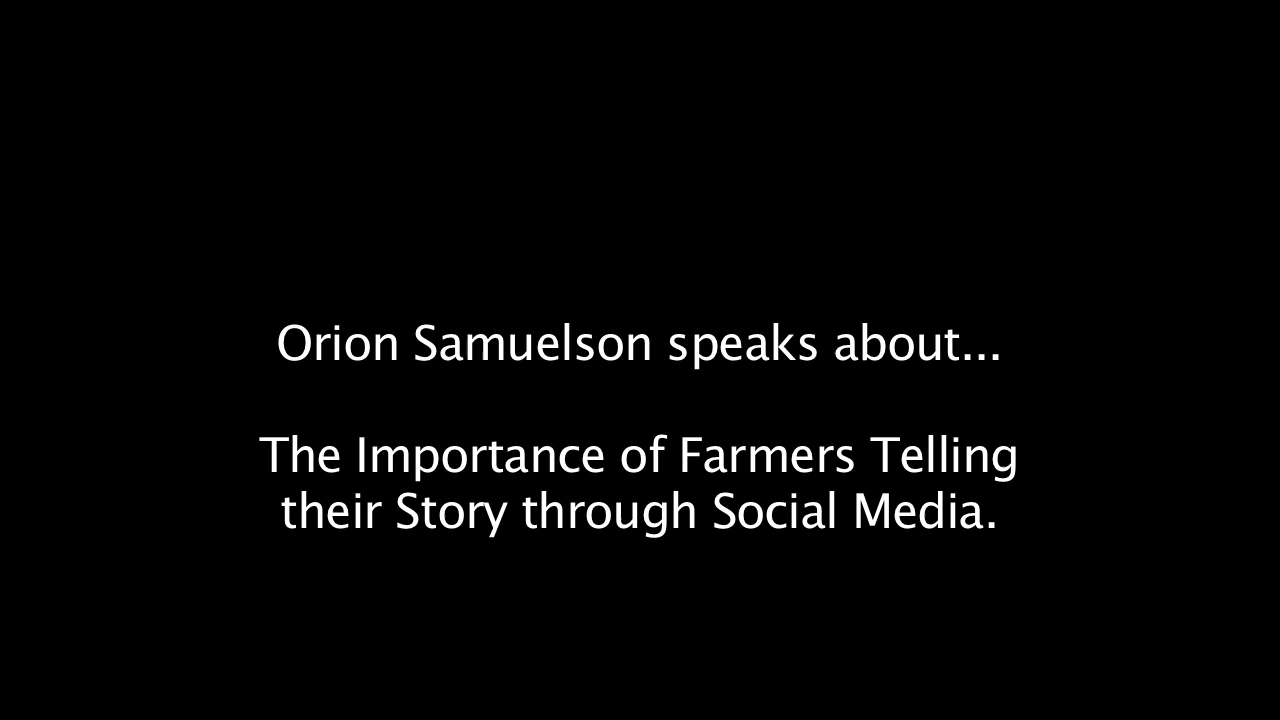 Orion Samuelson speaks about...
The Importance of Farmers Telling
their Story through Social Media.